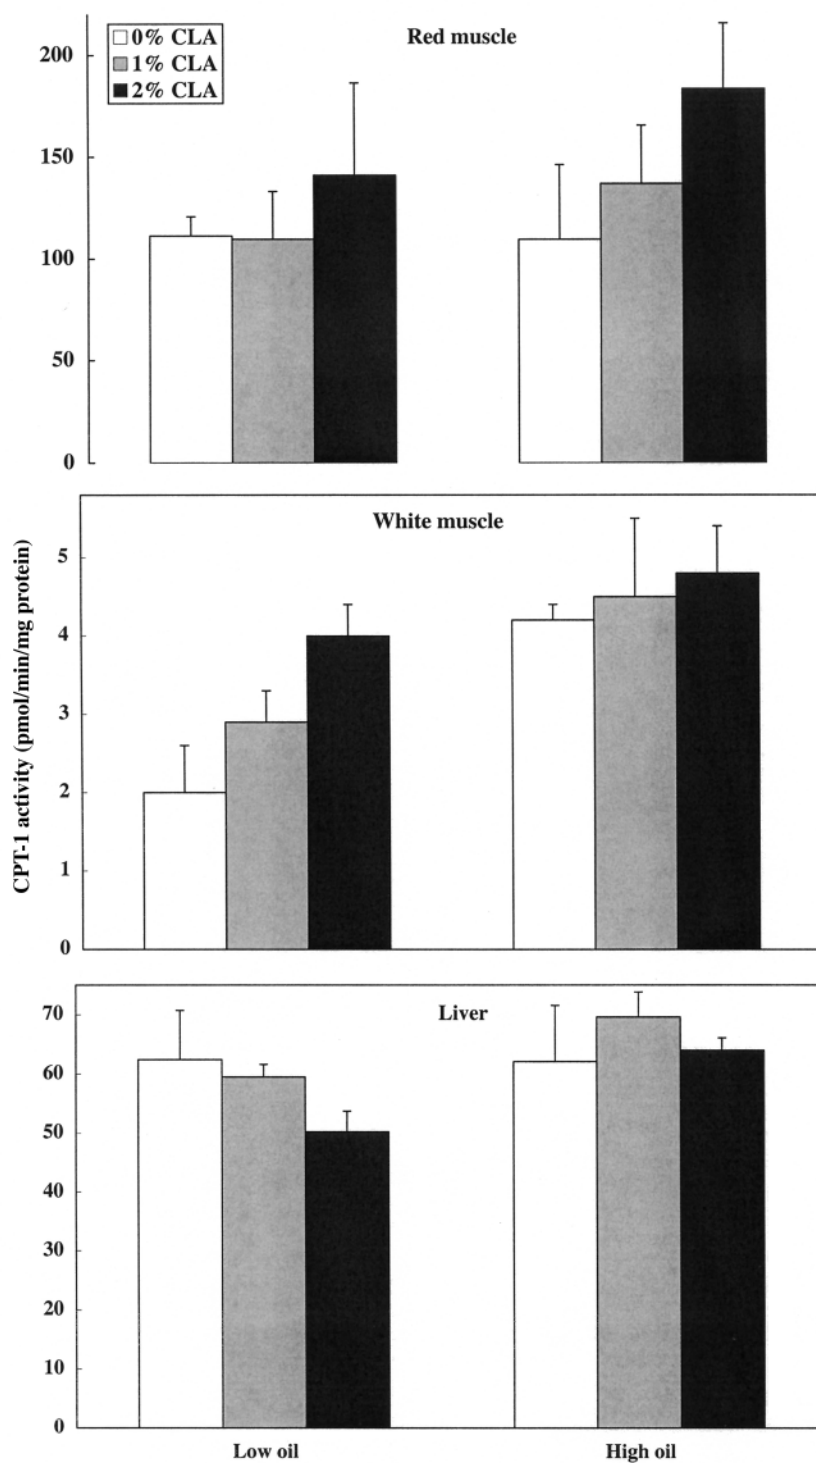 0% CLA
1% CLA
2% CLA
Red muscle
200
150
100
50
0
White muscle
5
4
3
2
1
0
CPT-1 activity (pmol/min/mg protein)
Liver
70
60
50
40
30
20
10
0
Low oil
High oil